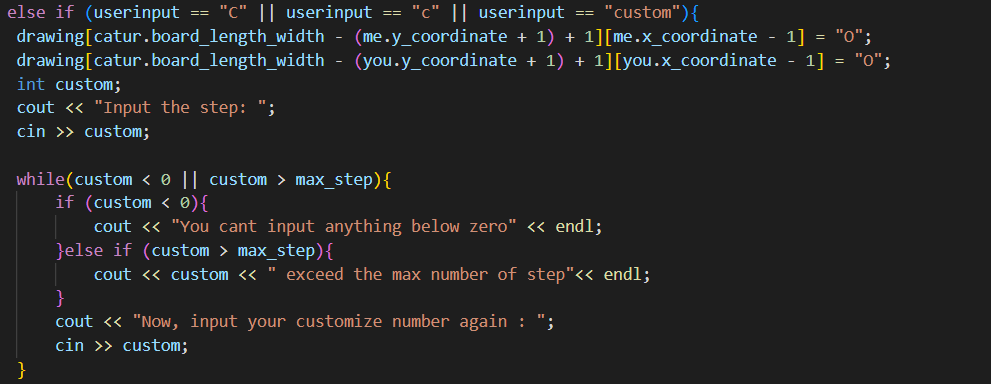 else if (userinput == "C" || userinput == "c" || userinput == "custom"){
drawing[catur.board_length_width - (me.y_coordinate + 1) + 1][me.x_coordinate - 1] = "O";
drawing[catur.board_length_width - (you.y_coordinate + 1) + 1][you.x_coordinate - 1] = "O";
int custom;
cout << "Input the step: ";
cin >> custom;
while(custom < 0 || custom > max_step){
if (custom < 0){
cout << "You cant input anything below zero" << endl;
}else if (custom > max_step){
cout << custom << " exceed the max number of step"<< endl;
}
cout << "Now, input your customize number again : ";
cin >> custom;
}